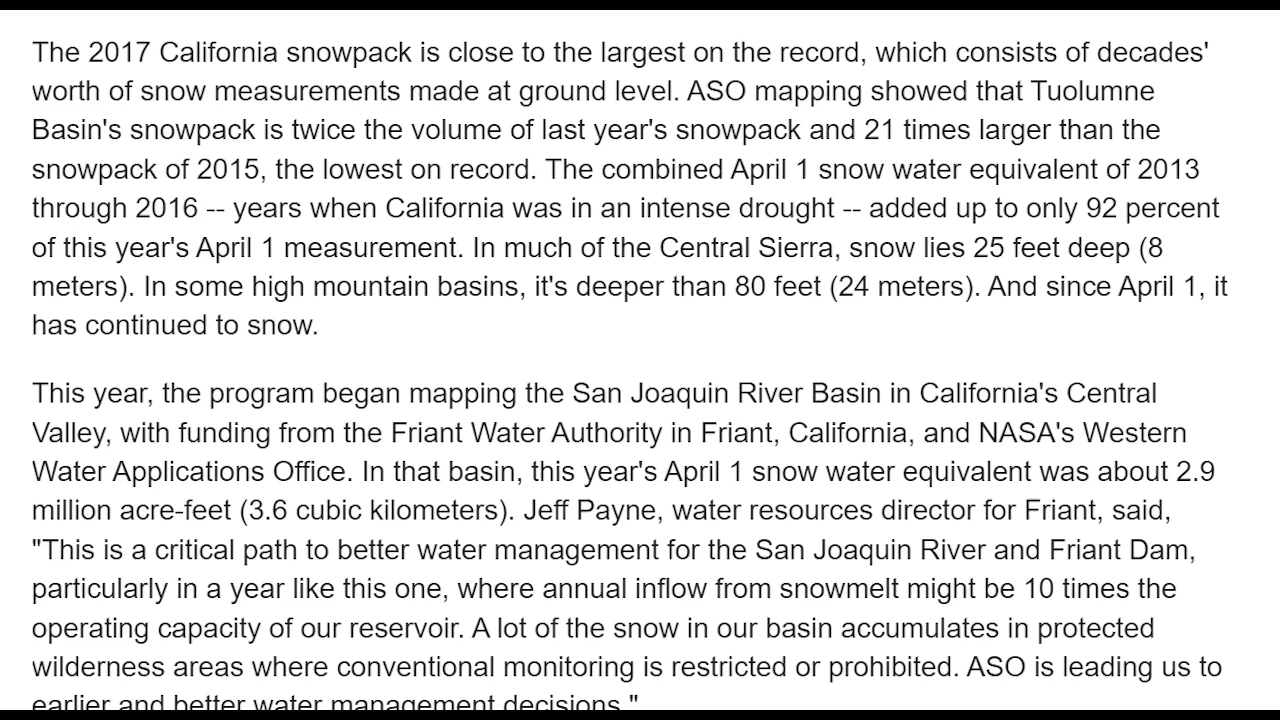 The 2017 California snowpack is close to the largest on the record, which consists of decades'
worth of snow measurements made at ground level. ASO mapping showed that Tuolumne
Basin's snowpack is twice the volume of last year's snowpack and 21 times larger than the
snowpack of 2015, the lowest on record. The combined April 1 snow water equivalent of 2013
through 2016 -- years when California was in an intense drought -- added up to only 92 percent
of this year's April 1 measurement. In much of the Central Sierra, snow lies 25 feet deep (8
meters). In some high mountain basins, it's deeper than 80 feet (24 meters). And since April 1, it
has continued to snow.
This year, the program began mapping the San Joaquin River Basin in California's Central
Valley, with funding from the Friant Water Authority in Friant, California, and NASA's Western
Water Applications Office. In that basin, this year's April 1 snow water equivalent was about 2.9
million acre-feet (3.6 cubic kilometers). Jeff Payne, water resources director for Friant, said,
"This is a critical path to better water management for the San Joaquin River and Friant Dam,
particularly in a year like this one, where annual inflow from snowmelt might be 10 times the
operating capacity of our reservoir. A lot of the snow in our basin accumulates in protected
wilderness areas where conventional monitoring is restricted or prohibited. ASO is leading us to
earlier and better water management decisions."